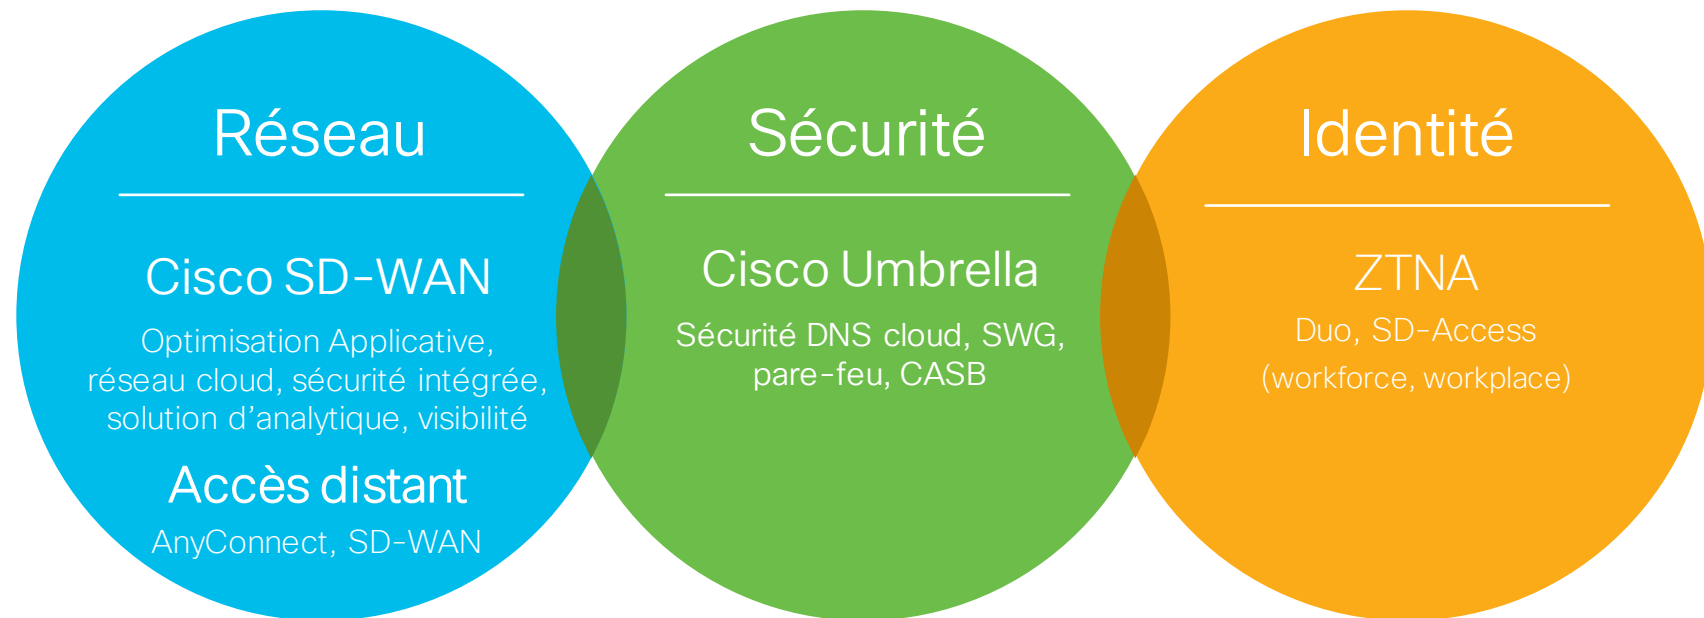 Réseau
Cisco SD-WAN
Optimisation Applicative,
réseau cloud, sécurité intégrée,
solution d'analytique, visibilité
Accès distant
AnyConnect, SD-WAN
Sécurité
Cisco Umbrella
Sécurité DNS cloud, SWG,
pare-feu, CASB
Identité
ZTNA
Duo, SD-Access
(workforce, workplace)